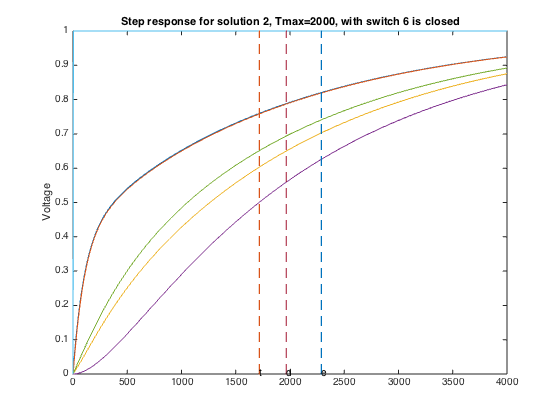 Step response for solution 2, Tmax=2000, with switch 6 is closed
Voltage
1
0.9
0.8
0.7
0.6
0.5
0.4
0.3
0.2
0.1
0
t d e
0 500 1000 1500 2000 2500 3000 3500 4000